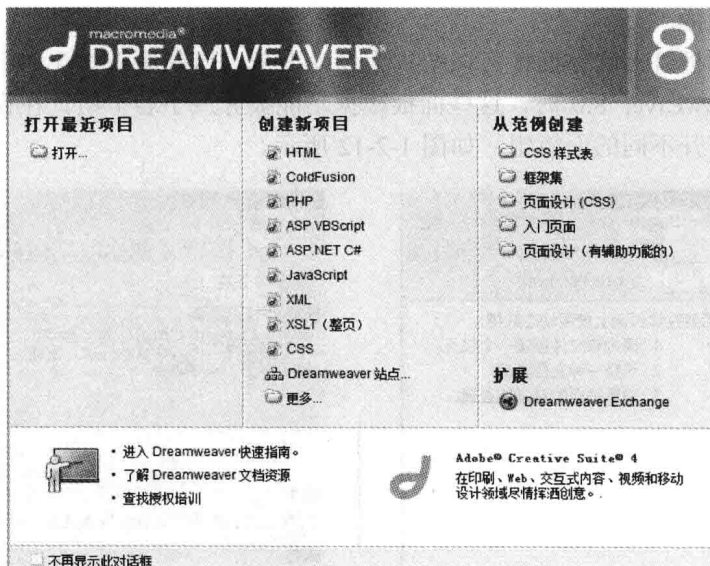 macromedia®
DREAMWEAVER®
8
打开最近项目
打开...
创建新项目
HTML
ColdFusion
PHP
ASP VBScript
ASP.NET C#
JavaScript
XML
XSLT（整页）
CSS
Dreamweaver 站点...
更多...
从范例创建
CSS 样式表
框架集
页面设计 (CSS)
入门页面
页面设计（有辅助功能的）
扩展
Dreamweaver Exchange
• 进入 Dreamweaver 快速指南。
• 了解 Dreamweaver 文档资源
• 查找授权培训
Adobe® Creative Suite® 4
在印刷、Web、交互式内容、视频和移动
设计领域尽情挥洒创意。
不再显示此对话框